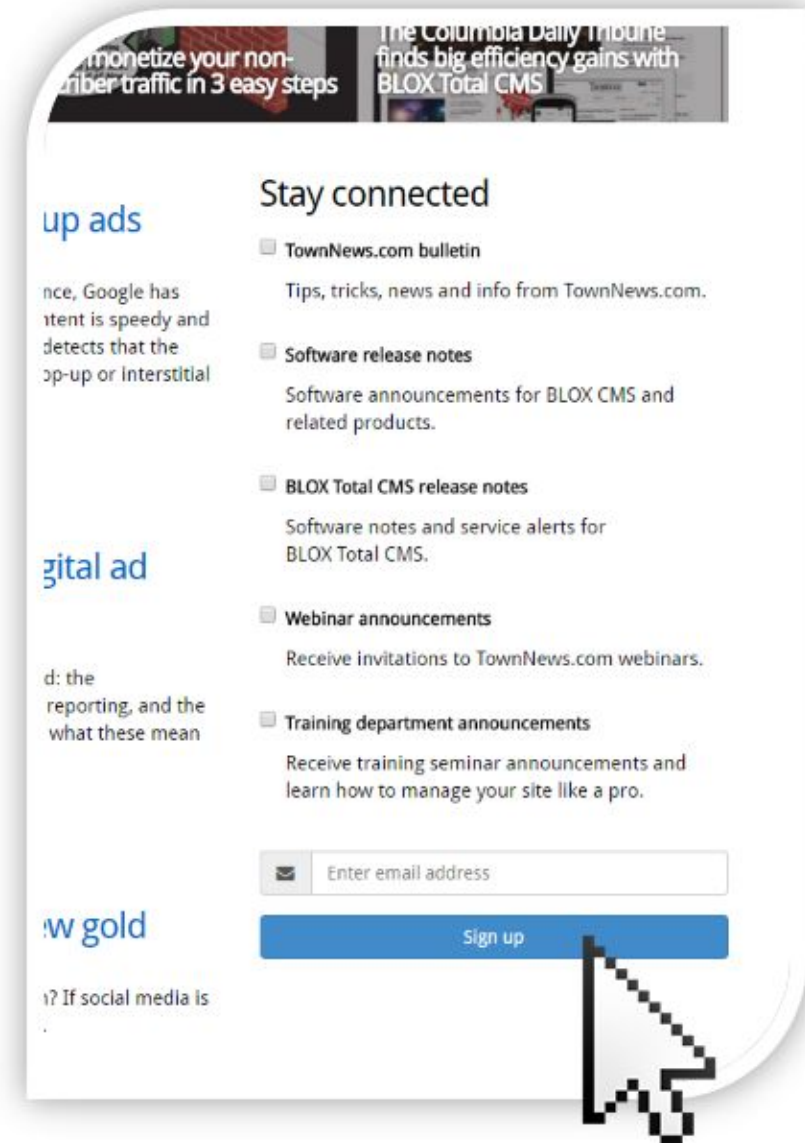 monetize your non-
traffic in 3 easy steps
The Columbia Daily Tribune
finds big efficiency gains with
BLOX Total CMS
up ads
nce, Google has
ntent is speedy and
detects that the
op-up or interstitial
gital ad
d: the
reporting, and the
what these mean
ew gold
n? If social media is
.
Stay connected
TownNews.com bulletin
Tips, tricks, news and info from TownNews.com.
Software release notes
Software announcements for BLOX CMS and
related products.
BLOX Total CMS release notes
Software notes and service alerts for
BLOX Total CMS.
Webinar announcements
Receive invitations to TownNews.com webinars.
Training department announcements
Receive training seminar announcements and
learn how to manage your site like a pro.
Enter email address
Sign up